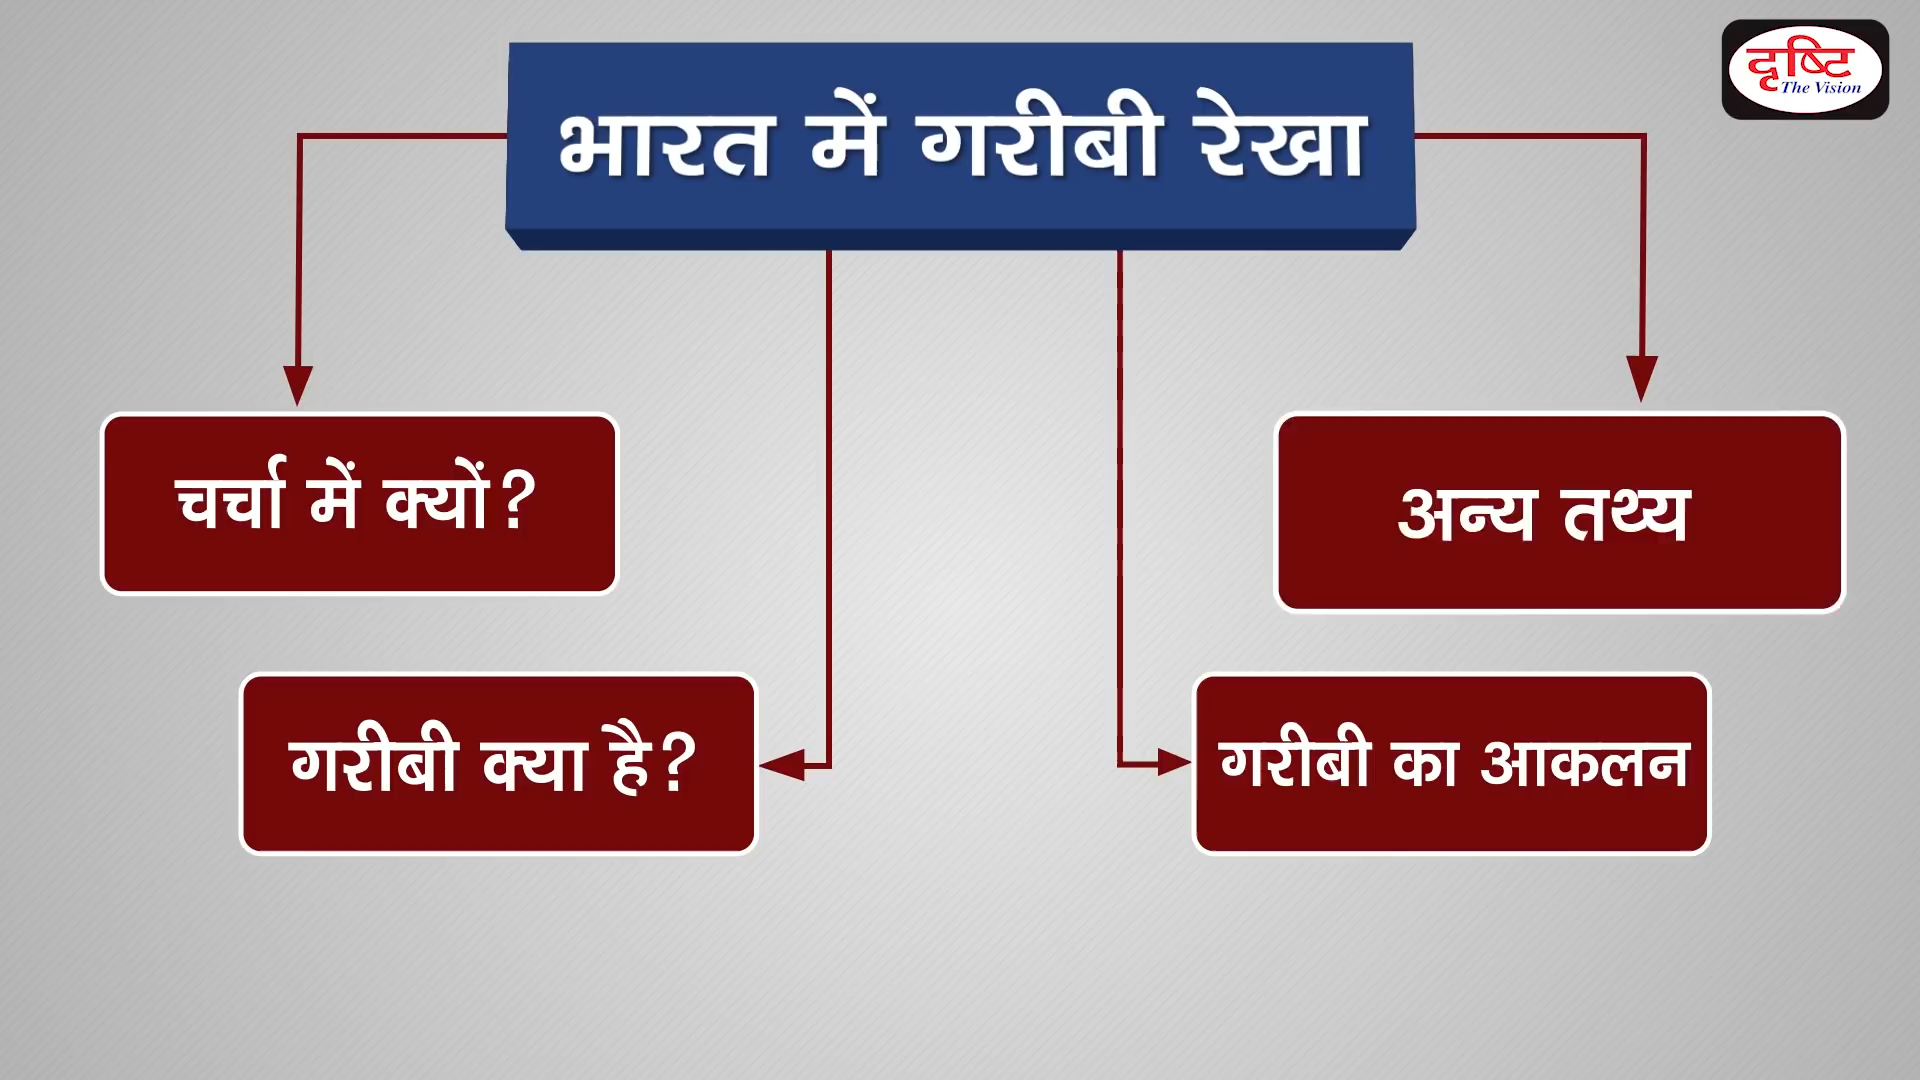 दृष्टि
The Vision
भारत में गरीबी रेखा
चर्चा में क्यों?
अन्य तथ्य
गरीबी क्या है?
गरीबी का आकलन